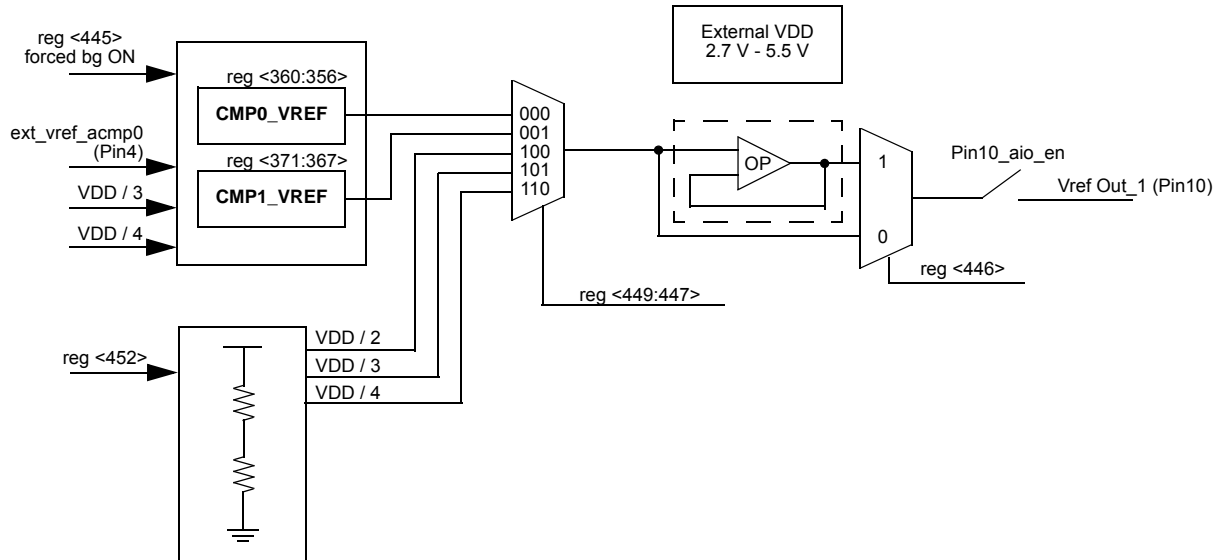 reg <445>
forced bg ON
ext_vref_acmp0
(Pin4)
VDD / 3
VDD / 4
reg <360:356>
CMP0_VREF
reg <371:367>
CMP1_VREF
000
001
100
101
110
reg <449:447>
External VDD
2.7 V - 5.5 V
OP
1
0
reg <446>
Pin10_aio_en
Vref Out_1 (Pin10)
reg <452>
VDD / 2
VDD / 3
VDD / 4